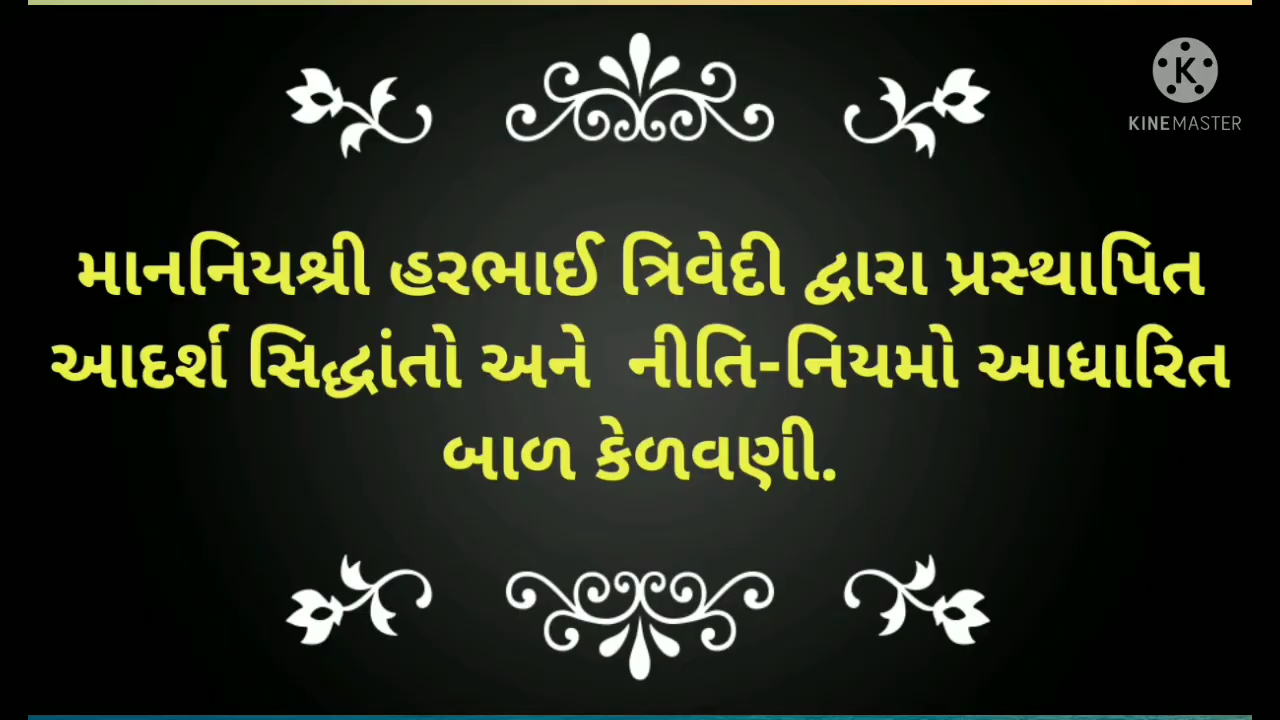 KINEMASTER
માનનિયશ્રી હરભાઈ ત્રિવેદી દ્વારા પ્રસ્થાપિત
આદર્શ સિદ્ધાંતો અને નીતિ-નિયમો આધારિત
બાળ કેળવણી.